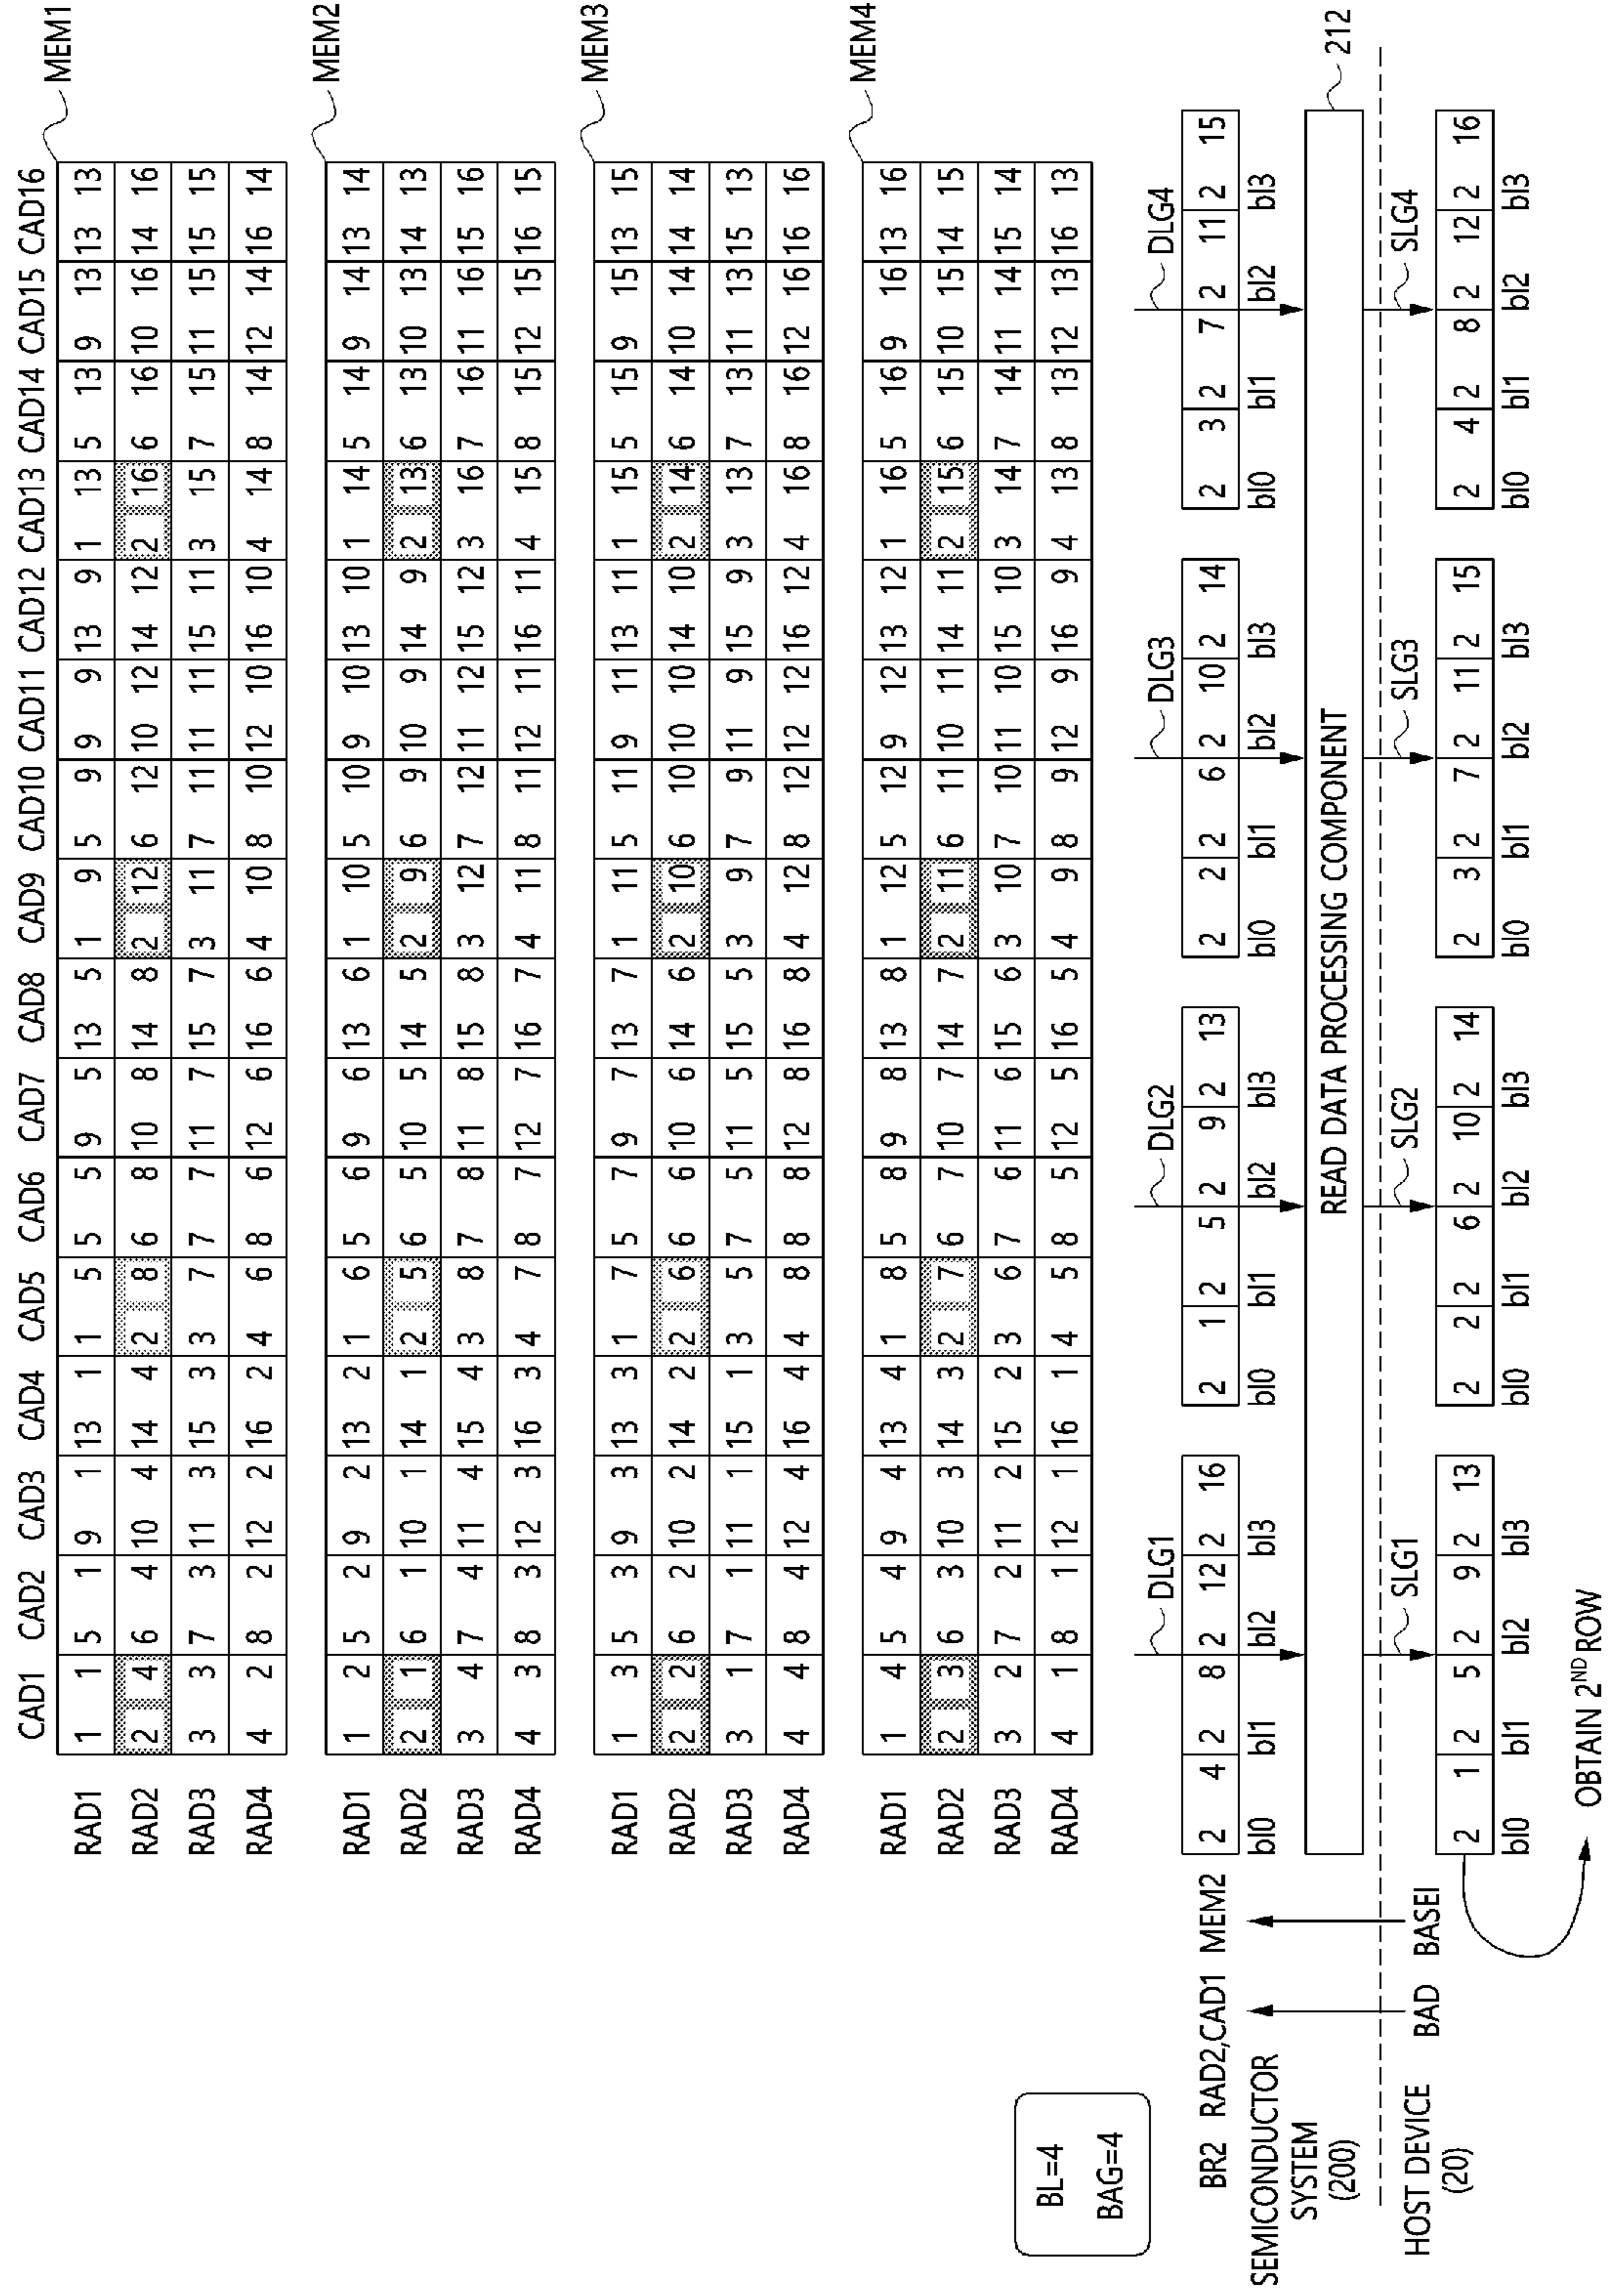 CAD1 CAD2 CAD3 CAD4 CAD5 CAD6 CAD7 CAD8 CAD9 CAD10 CAD11 CAD12 CAD13 CAD14 CAD15 CAD16 MEM1
RAD1 1 1 5 1 9 1 13 1 1 5 5 5 9 5 13 5 1 9 5 9 9 9 13 9 1 13 5 13 9 13 13 13
RAD2 2 4 6 4 10 4 14 4 2 8 6 8 10 8 14 8 2 12 6 12 10 12 14 12 2 16 6 16 10 16 14 16
RAD3 3 3 7 3 11 3 15 3 3 7 7 7 11 7 15 7 3 11 7 11 11 11 15 11 3 15 7 15 11 15 15 15
RAD4 4 2 8 2 12 2 16 2 4 6 8 6 12 6 16 6 4 10 8 10 12 10 16 10 4 14 8 14 12 14 16 14
MEM2
RAD1 1 2 5 2 9 2 13 2 1 6 5 6 9 6 13 6 1 10 5 10 9 10 13 10 1 14 5 14 9 14 13 14
RAD2 2 1 6 1 10 1 14 1 2 5 6 5 10 5 14 5 2 9 6 9 10 9 14 9 2 13 6 13 10 13 14 13
RAD3 3 4 7 4 11 4 15 4 3 8 7 8 11 8 15 8 3 12 7 12 11 12 15 12 3 16 7 16 11 16 15 16
RAD4 4 3 8 3 12 3 16 3 4 7 8 7 12 7 16 7 4 11 8 11 12 11 16 11 4 15 8 15 12 15 16 15
MEM3
RAD1 1 3 5 3 9 3 13 3 1 7 5 7 9 7 13 7 1 11 5 11 9 11 13 11 1 15 5 15 9 15 13 15
RAD2 2 2 6 2 10 2 14 2 2 6 6 6 10 6 14 6 2 10 6 10 10 10 14 10 2 14 6 14 10 14 14 14
RAD3 3 1 7 1 11 1 15 1 3 5 7 5 11 5 15 5 3 9 7 9 11 9 15 9 3 13 7 13 11 13 15 13
RAD4 4 4 8 4 12 4 16 4 4 8 8 8 12 8 16 8 4 12 8 12 12 12 16 12 4 16 8 16 12 16 16 16
MEM4
RAD1 1 4 5 4 9 4 13 4 1 8 5 8 9 8 13 8 1 12 5 12 9 12 13 12 1 16 5 16 9 16 13 16
RAD2 2 3 6 3 10 3 14 3 2 7 6 7 10 7 14 7 2 11 6 11 10 11 14 11 2 15 6 15 10 15 14 15
RAD3 3 2 7 2 11 2 15 2 3 6 7 6 11 6 15 6 3 10 7 10 11 10 15 10 3 14 7 14 11 14 15 14
RAD4 4 1 8 1 12 1 16 1 4 5 8 5 12 5 16 5 4 9 8 9 12 9 16 9 4 13 8 13 12 13 16 13
BL=4
BAG=4
DLG1 DLG2 DLG3 DLG4
BR2 RAD2,CAD1 MEM2 2 4 2 8 2 12 2 16 2 1 2 5 2 9 2 13 2 2 2 6 2 10 2 14 2 3 2 7 2 11 2 15
bl0 bl1 bl2 bl3 bl0 bl1 bl2 bl3 bl0 bl1 bl2 bl3 bl0 bl1 bl2 bl3
SEMICONDUCTOR
SYSTEM
(200)
READ DATA PROCESSING COMPONENT 212
HOST DEVICE
(20)
BAD BASEI
SLG1 SLG2 SLG3 SLG4
2 1 2 5 2 9 2 13 2 2 2 6 2 10 2 14 2 3 2 7 2 11 2 15 2 4 2 8 2 12 2 16
bl0 bl1 bl2 bl3 bl0 bl1 bl2 bl3 bl0 bl1 bl2 bl3 bl0 bl1 bl2 bl3
OBTAIN 2ND ROW